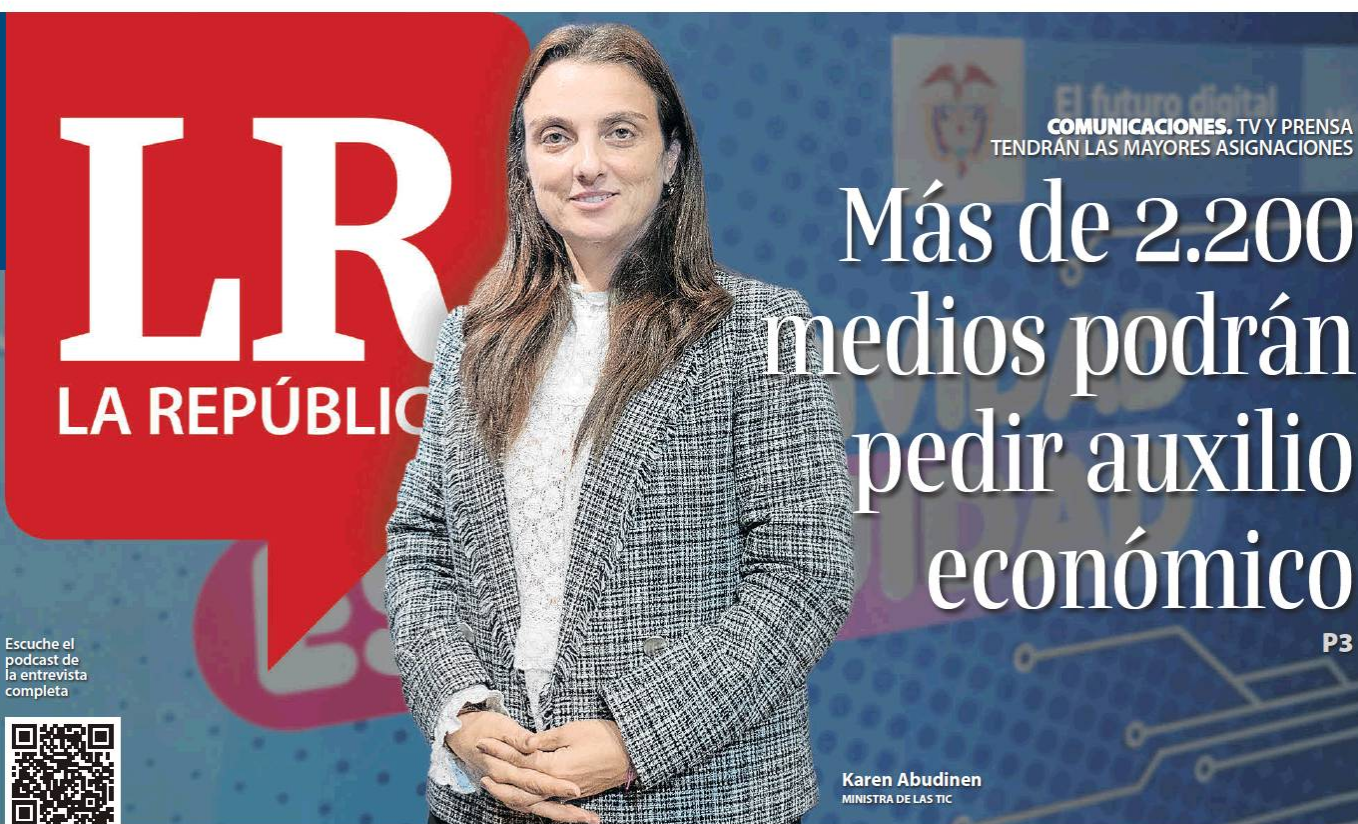 LR
LA REPÚBLIC
El futuro digital
COMUNICACIONES. TV Y PRENSA
TENDRÁN LAS MAYORES ASIGNACIONES
Más de 2.200
medios podrán
pedir auxilio
económico
P3
Escuche el
podcast de
la entrevista
completa
Karen Abudinen
MINISTRA DE LAS TIC